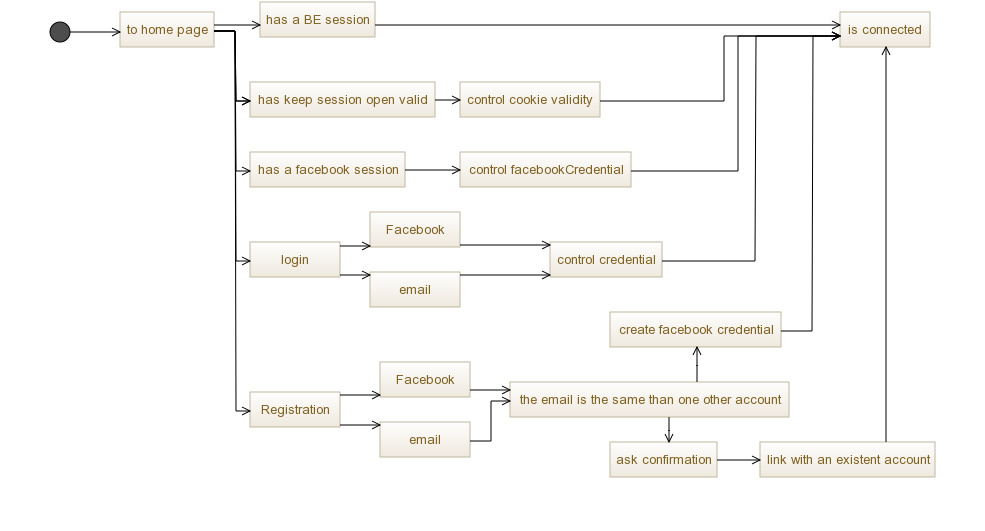 has a BE session
to home page
is connected
has keep session open valid
control cookie validity
has a facebook session
control facebookCredential
Facebook
login
control credential
email
create facebook credential
Facebook
the email is the same than one other account
Registration
email
ask confirmation
link with an existent account